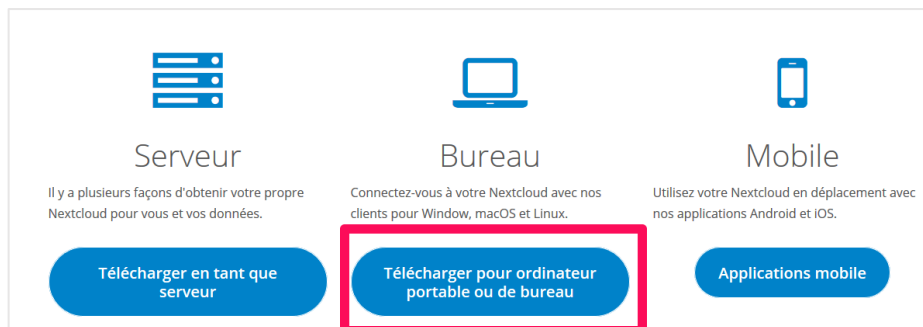 Serveur
Il y a plusieurs façons d'obtenir votre propre
Nextcloud pour vous et vos données.
Télécharger en tant que
serveur
Bureau
Connectez-vous à votre Nextcloud avec nos
clients pour Window, macOS et Linux.
Télécharger pour ordinateur
portable ou de bureau
Mobile
Utilisez votre Nextcloud en déplacement avec
nos applications Android et iOS.
Applications mobile